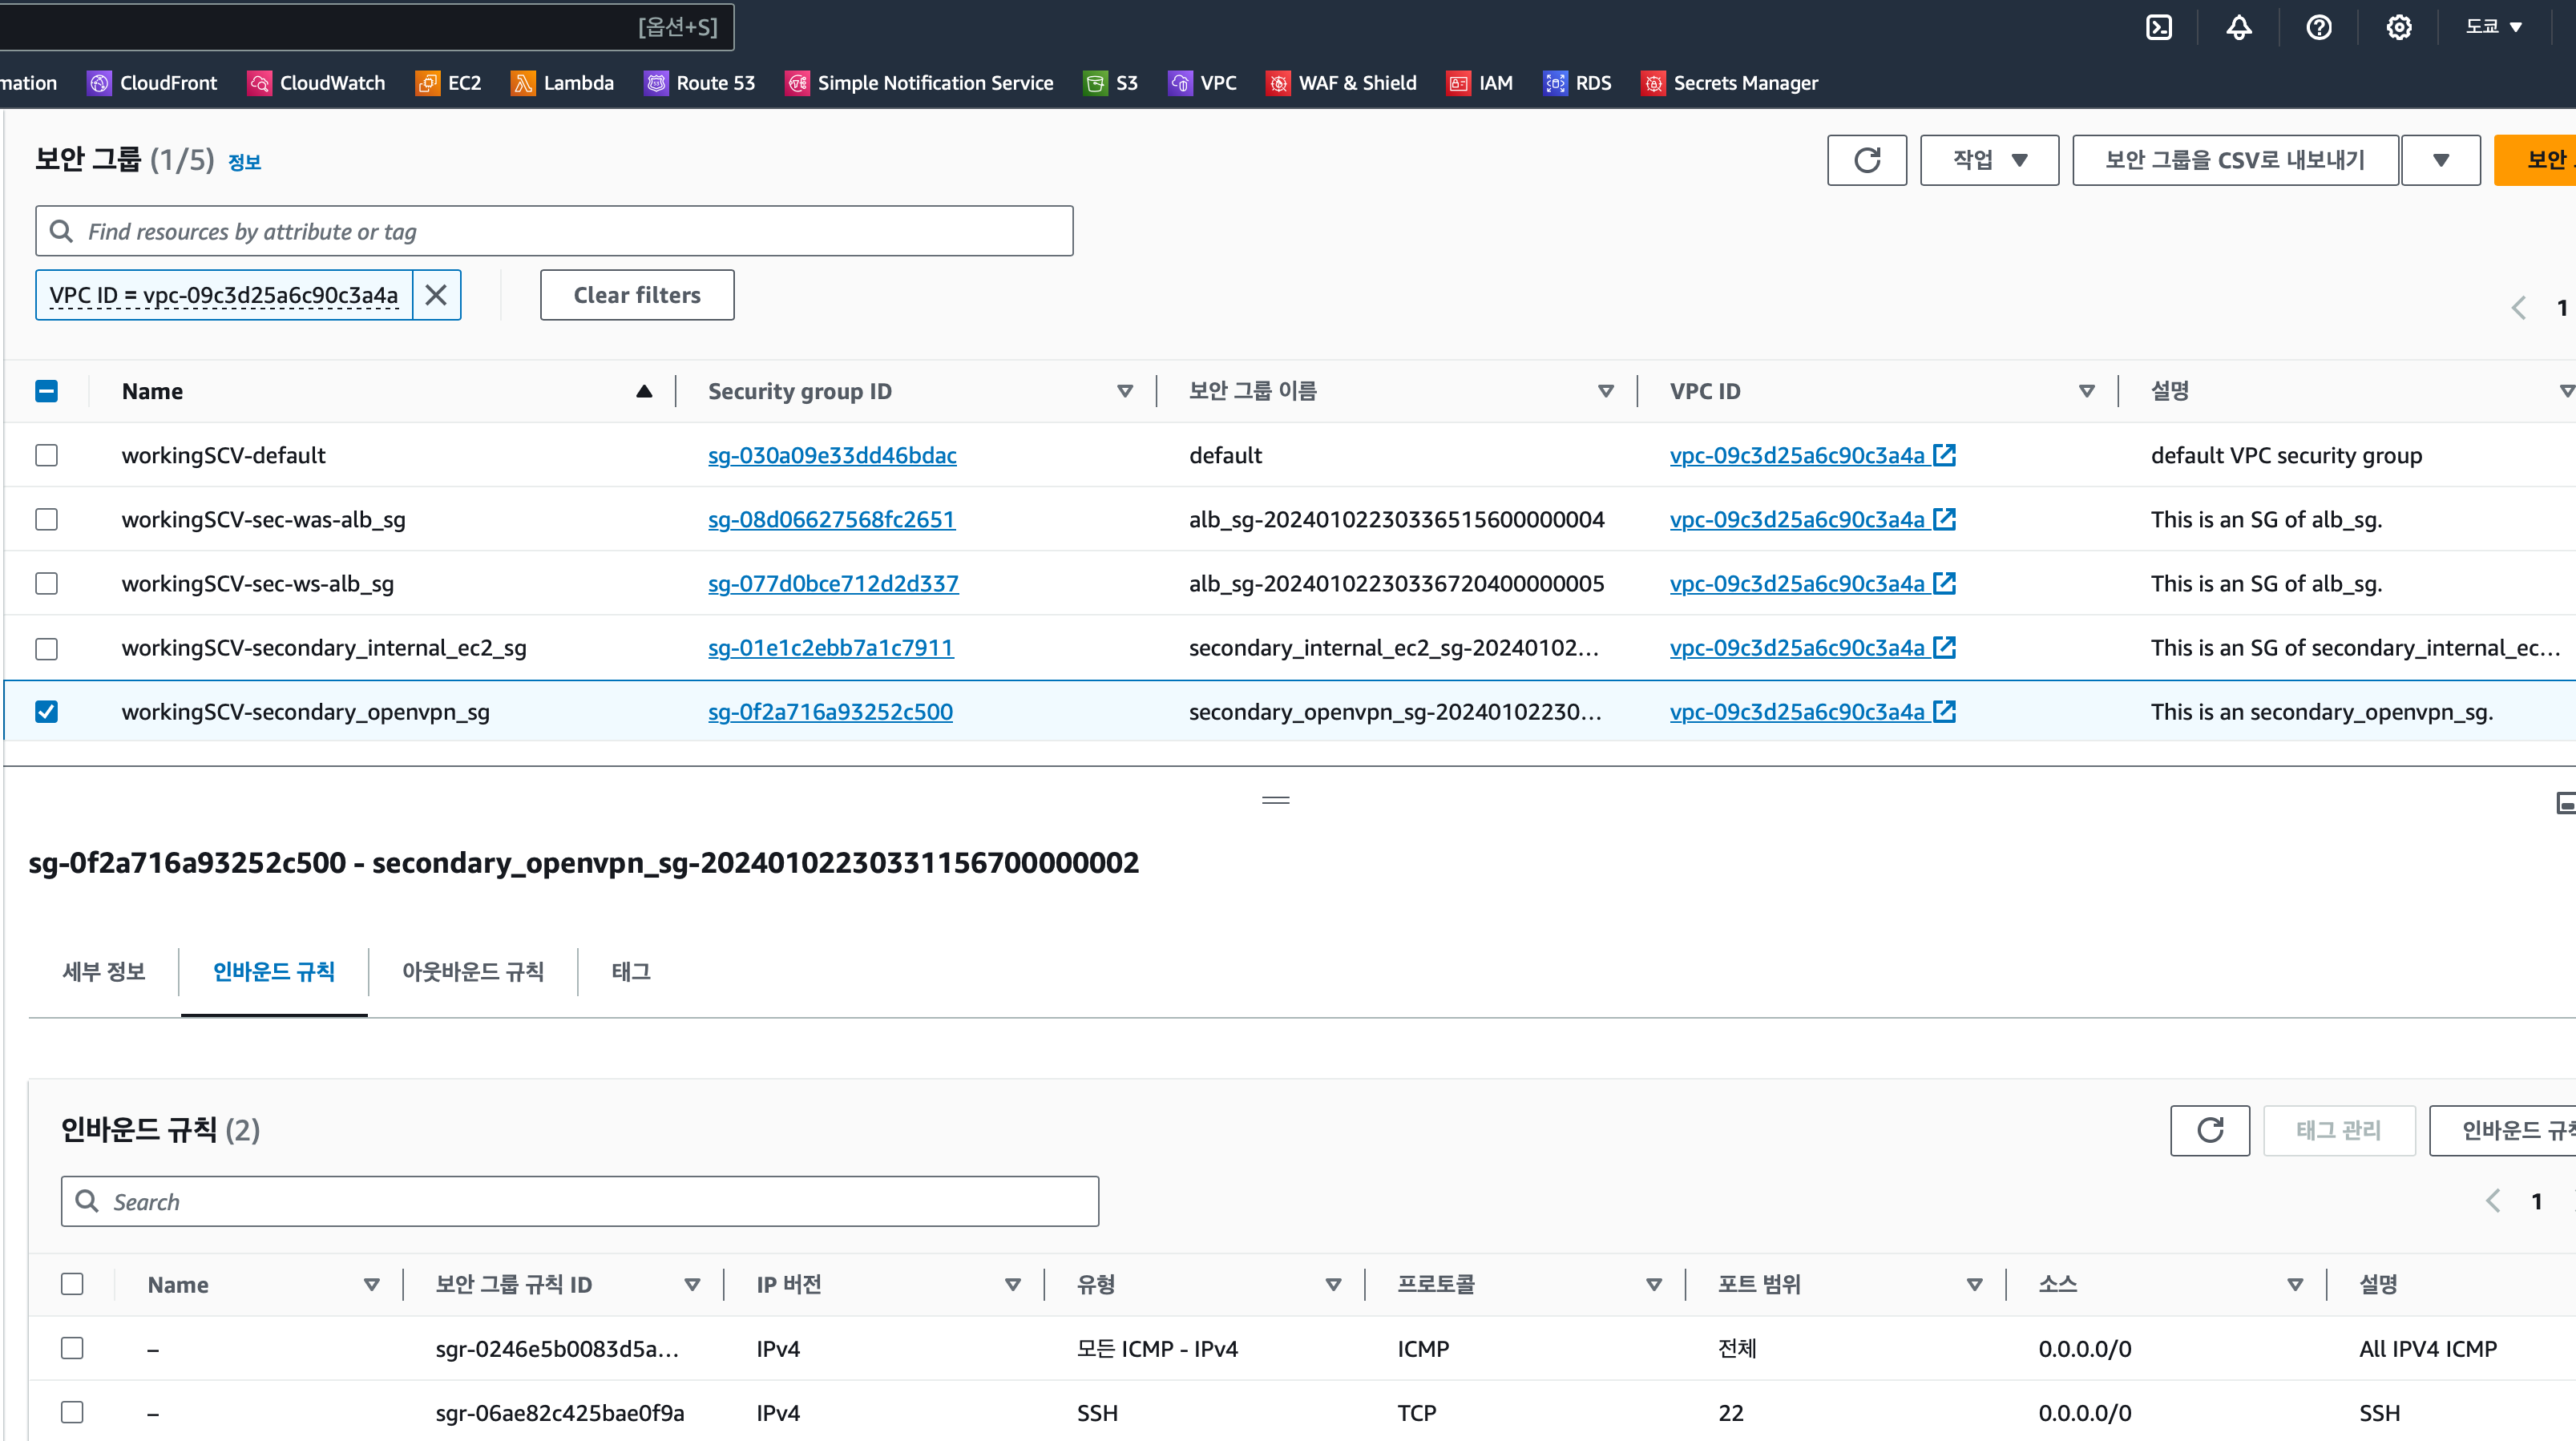 [옵션+S]
도쿄
mation CloudFront CloudWatch EC2 Lambda Route 53 Simple Notification Service S3 VPC WAF & Shield IAM RDS Secrets Manager
보안 그룹 (1/5) 정보
작업
보안 그룹을 CSV로 내보내기
보안
Find resources by attribute or tag
VPC ID = vpc-09c3d25a6c90c3a4a
Clear filters
1
Name Security group ID 보안 그룹 이름 VPC ID 설명
workingSCV-default sg-030a09e33dd46bdac default vpc-09c3d25a6c90c3a4a default VPC security group
workingSCV-sec-was-alb_sg sg-08d06627568fc2651 alb_sg-20240102230336515600000004 vpc-09c3d25a6c90c3a4a This is an SG of alb_sg.
workingSCV-sec-ws-alb_sg sg-077d0bce712d2d337 alb_sg-20240102230336720400000005 vpc-09c3d25a6c90c3a4a This is an SG of alb_sg.
workingSCV-secondary_internal_ec2_sg sg-01e1c2ebb7a1c7911 secondary_internal_ec2_sg-20240102... vpc-09c3d25a6c90c3a4a This is an SG of secondary_internal_ec...
workingSCV-secondary_openvpn_sg sg-0f2a716a93252c500 secondary_openvpn_sg-20240102230... vpc-09c3d25a6c90c3a4a This is an secondary_openvpn_sg.
sg-0f2a716a93252c500 - secondary_openvpn_sg-20240102230331156700000002
세부 정보 인바운드 규칙 아웃바운드 규칙 태그
인바운드 규칙 (2)
태그 관리
인바운드 규칙
Search
1
Name 보안 그룹 규칙 ID IP 버전 유형 프로토콜 포트 범위 소스 설명
– sgr-0246e5b0083d5a... IPv4 모든 ICMP - IPv4 ICMP 전체 0.0.0.0/0 All IPV4 ICMP
– sgr-06ae82c425bae0f9a IPv4 SSH TCP 22 0.0.0.0/0 SSH